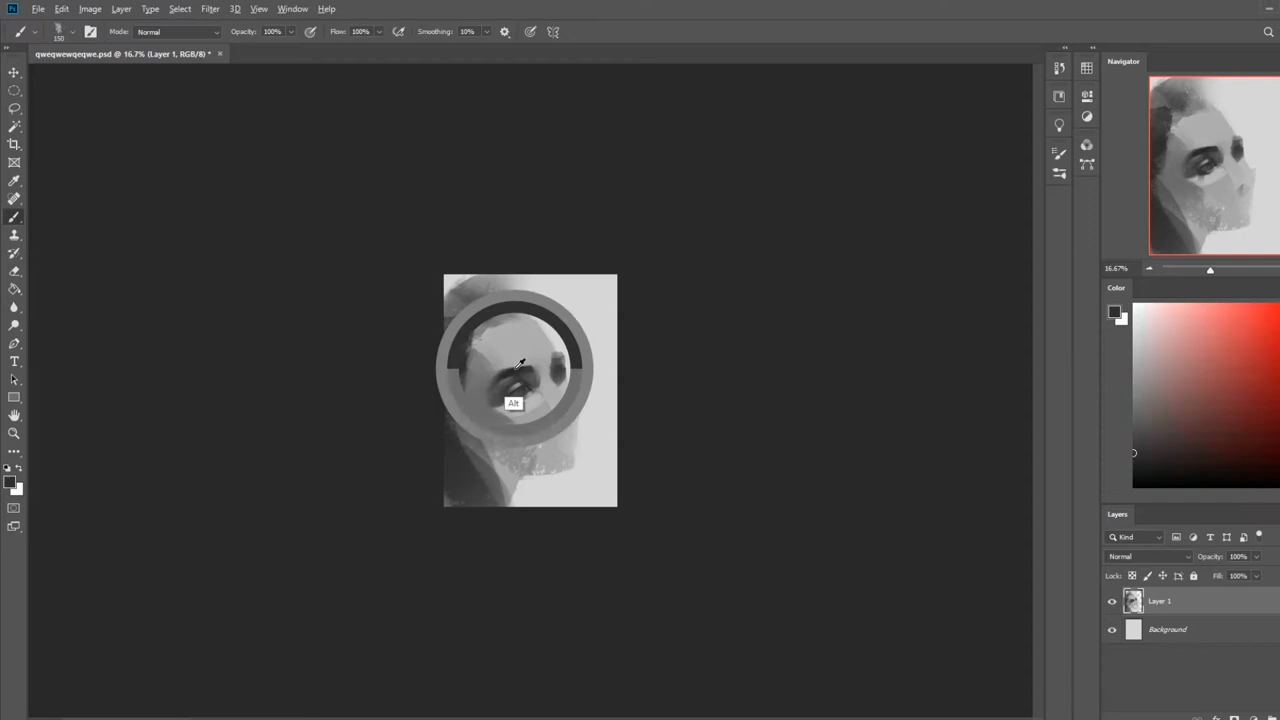 Ps File Edit Image Layer Type Select Filter 3D View Window Help
150 Mode: Normal Opacity: 100% Flow: 100% Smoothing: 10%
qweqwewqeqwe.psd @ 16.7% (Layer 1, RGB/8) * ×
Navigator
16.67%
Color
Alt
Layers
Kind
Normal Opacity: 100%
Lock: Fill: 100%
Layer 1
Background